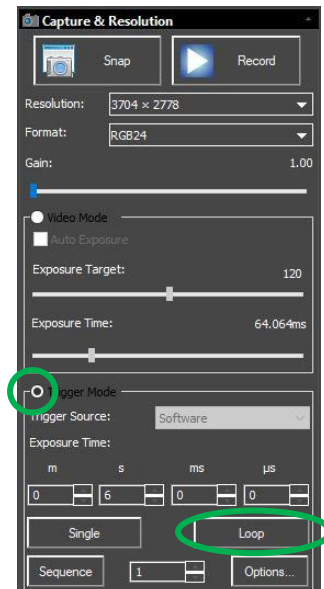 Capture & Resolution
Snap Record
Resolution: 3704 × 2778
Format: RGB24
Gain: 1.00
Video Mode
Auto Exposure
Exposure Target: 120
Exposure Time: 64.064ms
Trigger Mode
Trigger Source: Software
Exposure Time:
m s ms µs
0 6 0 0
Single Loop
Sequence 1 Options...